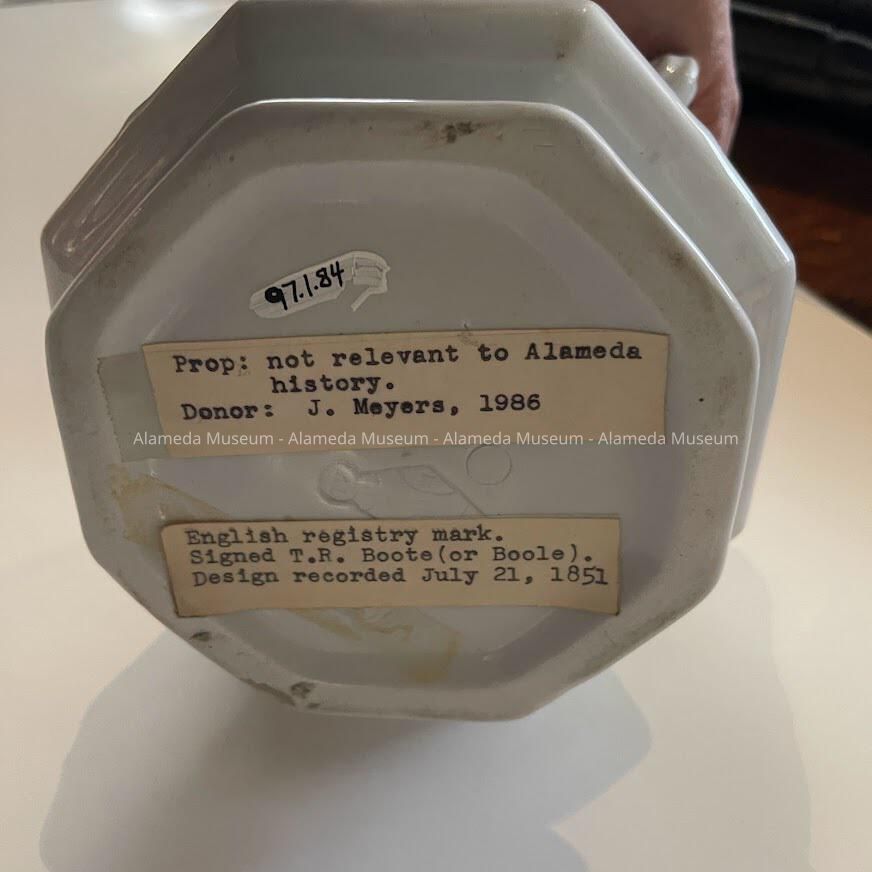 97.1.84
Prop: not relevant to Alameda
history.
Donor: J. Meyers, 1986
Alameda Museum - Alameda Museum - Alameda Museum - Alameda Museum
English registry mark.
Signed T.R. Boote(or Boole).
Design recorded July 21, 1851